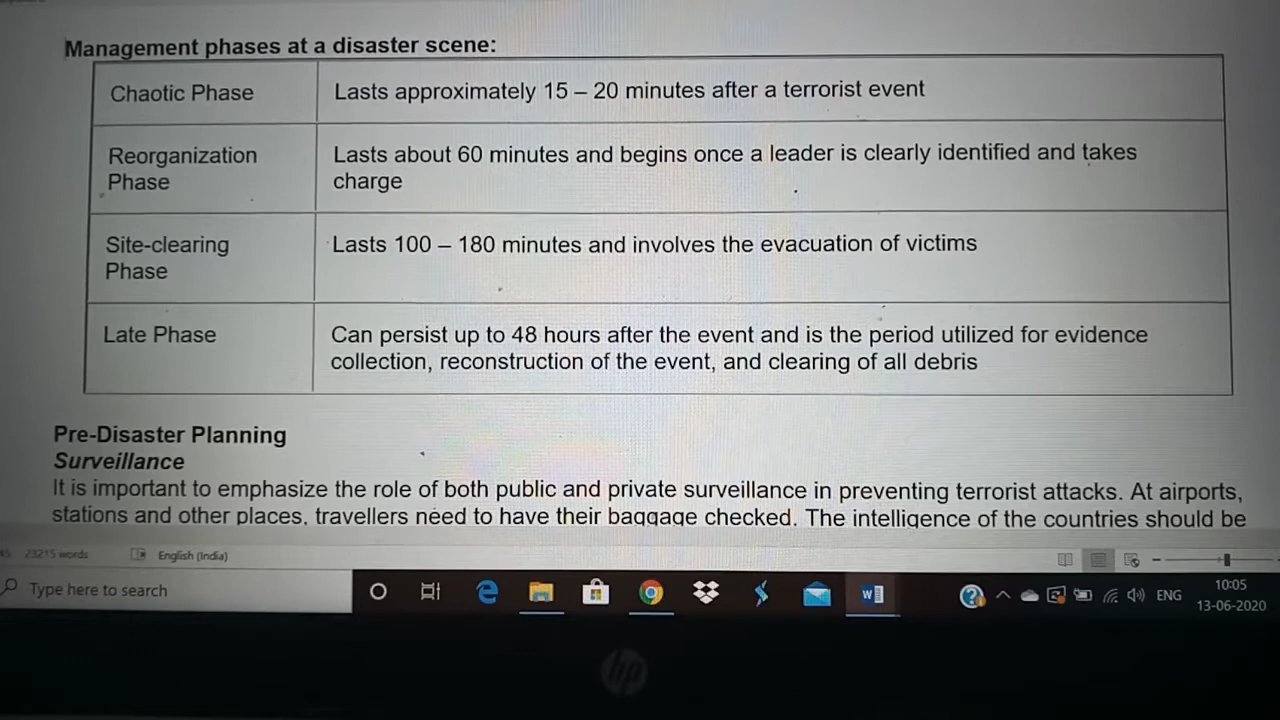 Management phases at a disaster scene:
Chaotic Phase
Lasts approximately 15 – 20 minutes after a terrorist event
Reorganization
Phase
Lasts about 60 minutes and begins once a leader is clearly identified and takes
charge
Site-clearing
Phase
Lasts 100 – 180 minutes and involves the evacuation of victims
Late Phase
Can persist up to 48 hours after the event and is the period utilized for evidence
collection, reconstruction of the event, and clearing of all debris
Pre-Disaster Planning
Surveillance
It is important to emphasize the role of both public and private surveillance in preventing terrorist attacks. At airports,
stations and other places, travellers need to have their baggage checked. The intelligence of the countries should be
23215 words
English (India)
Type here to search
ENG
10:05
13-06-2020
hp